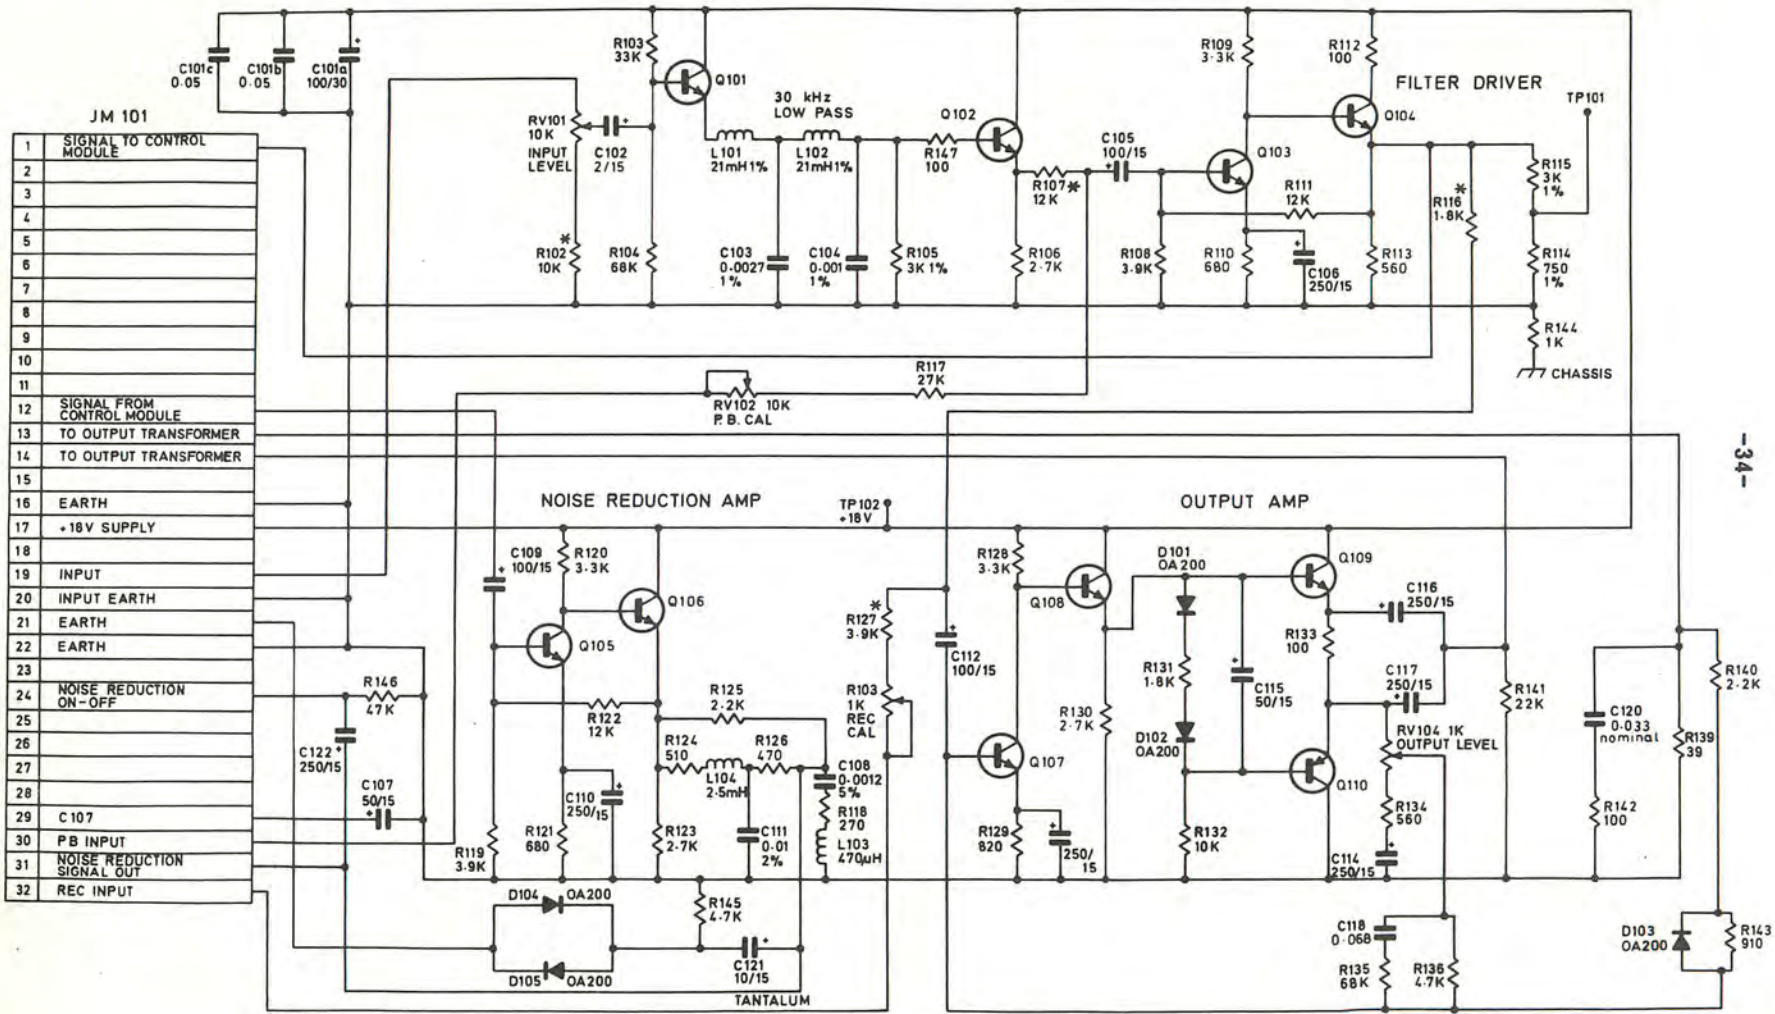 JM 101
1 SIGNAL TO CONTROL
MODULE
2
3
4
5
6
7
8
9
10
11
12 SIGNAL FROM
CONTROL MODULE
13 TO OUTPUT TRANSFORMER
14 TO OUTPUT TRANSFORMER
15
16 EARTH
17 +18V SUPPLY
18
19 INPUT
20 INPUT EARTH
21 EARTH
22 EARTH
23
24 NOISE REDUCTION
ON-OFF
25
26
27
28
29 C107
30 PB INPUT
31 NOISE REDUCTION
SIGNAL OUT
32 REC INPUT
C101c
0.05
C101b
0.05
+
C101a
100/30
R103
33K
Q101
RV101
10K
INPUT
LEVEL
+
C102
2/15
*
R102
10K
R104
68K
30 kHz
LOW PASS
L101
21mH1%
L102
21mH1%
C103
0.0027
1%
C104
0.001
1%
R105
3K 1%
R147
100
Q102
R107
12K
*
R106
2.7K
C105
100/15
+
R108
3.9K
R109
3.3K
Q103
R111
12K
R110
680
+
C106
250/15
R112
100
Q104
R113
560
FILTER DRIVER
TP101
*
R116
1.8K
R115
3K
1%
R114
750
1%
R144
1K
CHASSIS
R117
27K
RV102 10K
P.B. CAL
NOISE REDUCTION AMP
TP102
+18V
OUTPUT AMP
C109
100/15
+
R120
3.3K
Q106
Q105
R122
12K
R125
2.2K
R124
510
L104
2.5mH
R126
470
C108
0.0012
5%
R118
270
L103
470µH
R119
3.9K
R121
680
C110
250/15
+
R123
2.7K
C111
0.01
2%
R146
47K
C122
250/15
+
C107
50/15
+
D104 OA200
D105 OA200
R145
4.7K
+
C121
10/15
TANTALUM
*
R127
3.9K
R103
1K
REC
CAL
+
C112
100/15
R128
3.3K
Q108
Q107
R129
820
+
250/
15
R130
2.7K
D101
OA200
R131
1.8K
D102
OA200
+
C115
50/15
R132
10K
Q109
+
C116
250/15
R133
100
C117
250/15
+
RV104 1K
OUTPUT LEVEL
Q110
R134
560
C114
250/15
+
R141
22K
C118
0.068
R135
68K
R136
4.7K
C120
0.033
nominal
R142
100
R139
39
R140
2.2K
D103
OA200
R143
910
-34-